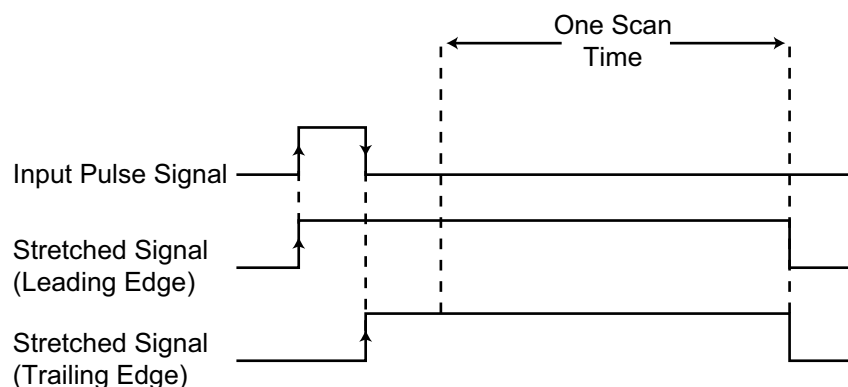 One Scan
Time
Input Pulse Signal
Stretched Signal
(Leading Edge)
Stretched Signal
(Trailing Edge)